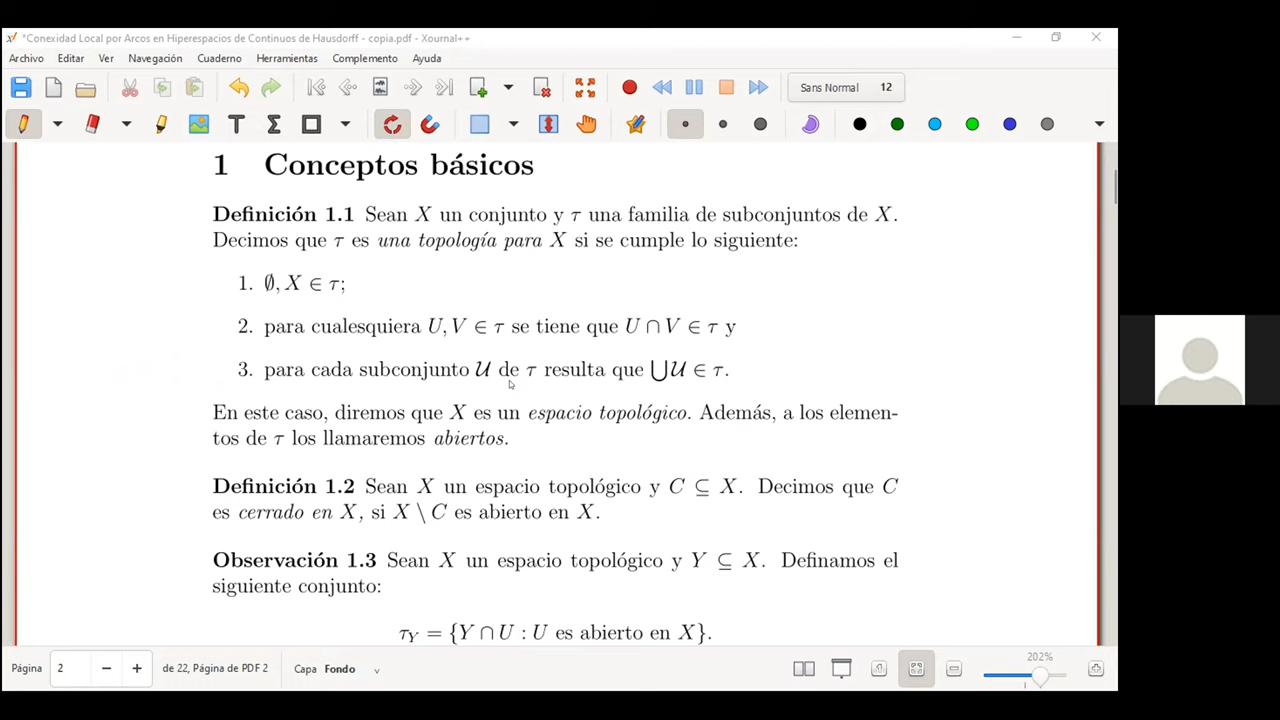 *Conexidad Local por Arcos en Hiperespacios de Continuos de Hausdorff - copia.pdf - Xournal++
Archivo Editar Ver Navegación Cuaderno Herramientas Complemento Ayuda
Sans Normal 12
1 Conceptos básicos
Definición 1.1 Sean X un conjunto y τ una familia de subconjuntos de X.
Decimos que τ es una topología para X si se cumple lo siguiente:
1. ∅, X ∈ τ;
2. para cualesquiera U, V ∈ τ se tiene que U ∩ V ∈ τ y
3. para cada subconjunto 𝒰 de τ resulta que ⋃𝒰 ∈ τ.
En este caso, diremos que X es un espacio topológico. Además, a los elemen-
tos de τ los llamaremos abiertos.
Definición 1.2 Sean X un espacio topológico y C ⊆ X. Decimos que C
es cerrado en X, si X \ C es abierto en X.
Observación 1.3 Sean X un espacio topológico y Y ⊆ X. Definamos el
siguiente conjunto:
τ_Y = {Y ∩ U : U es abierto en X}.
Página 2 de 22, Página de PDF 2 Capa Fondo 202%